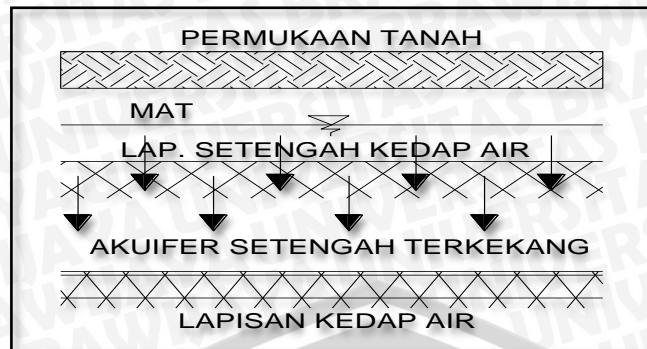 PERMUKAAN TANAH
MAT
LAP. SETENGAH KEDAP AIR
AKUIFER SETENGAH TERKEKANG
LAPISAN KEDAP AIR